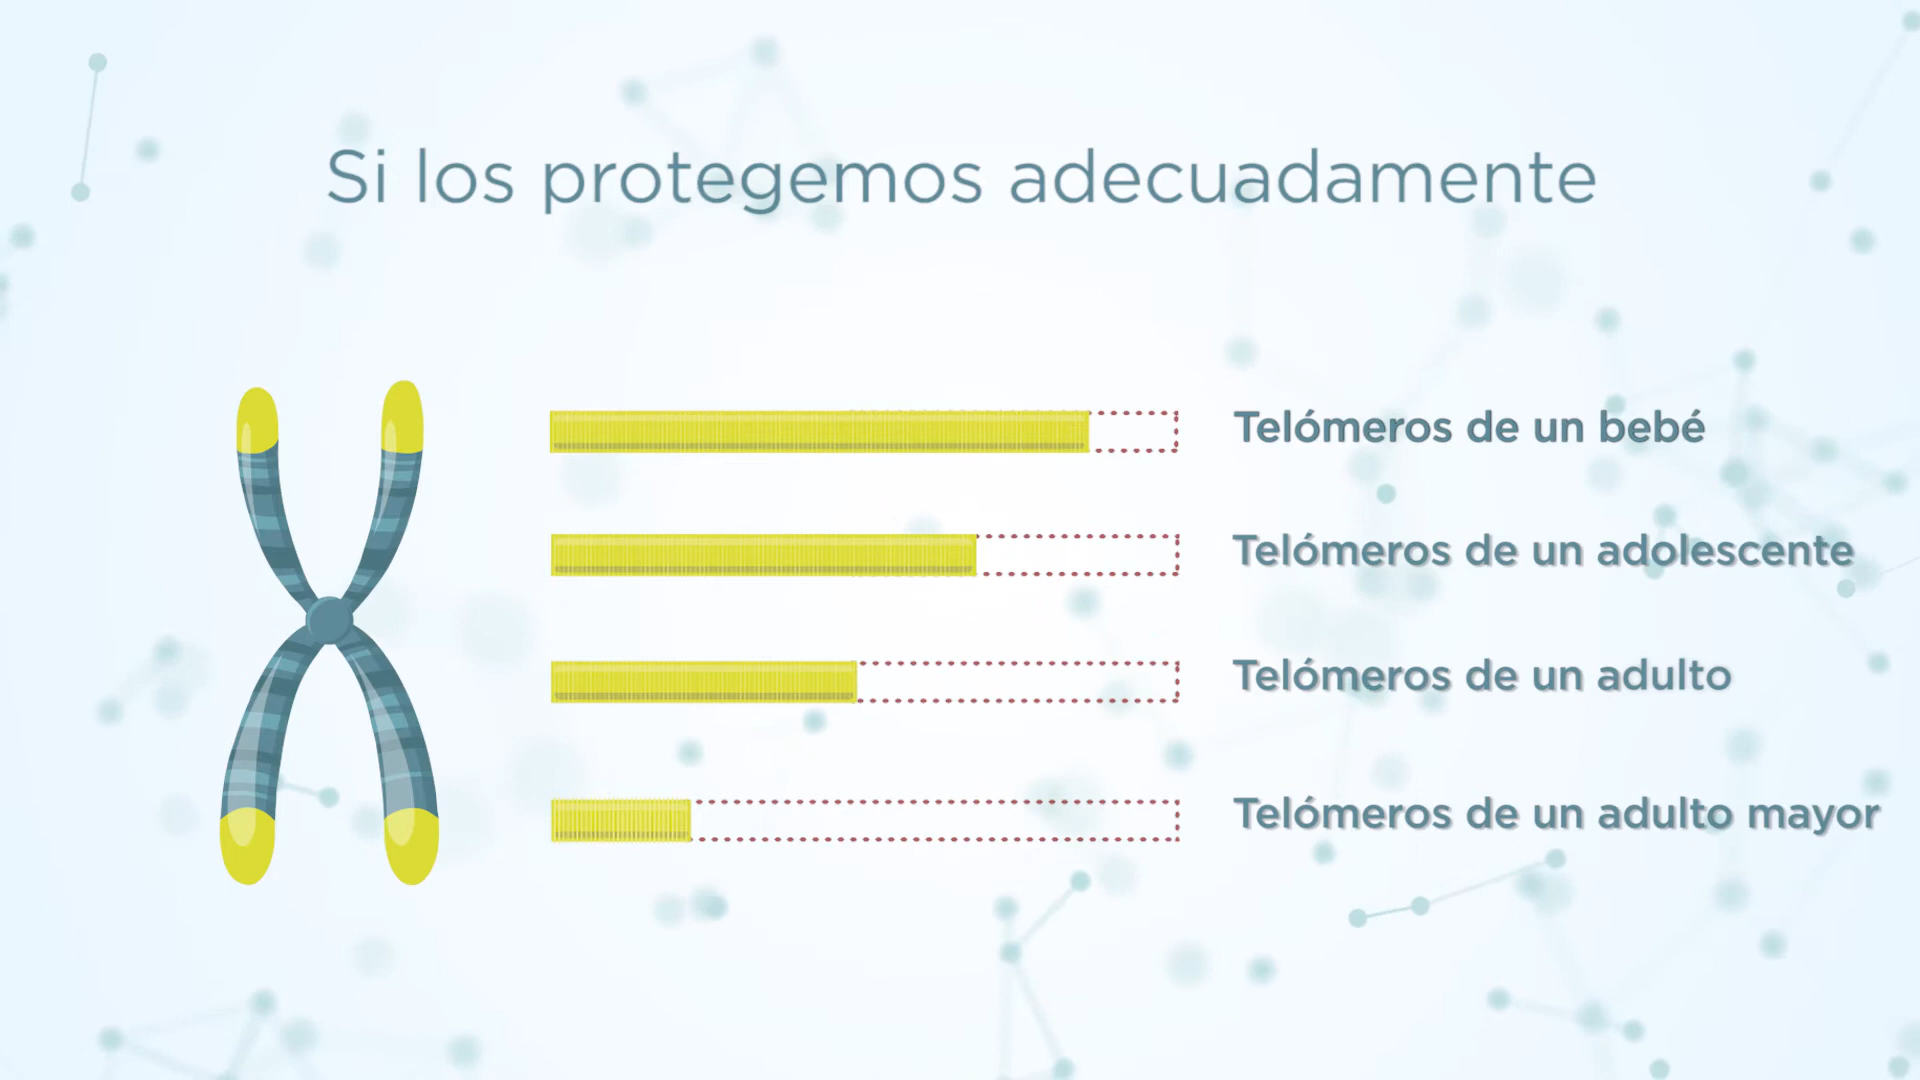 Si los protegemos adecuadamente
Telómeros de un bebé
Telómeros de un adolescente
Telómeros de un adulto
Telómeros de un adulto mayor